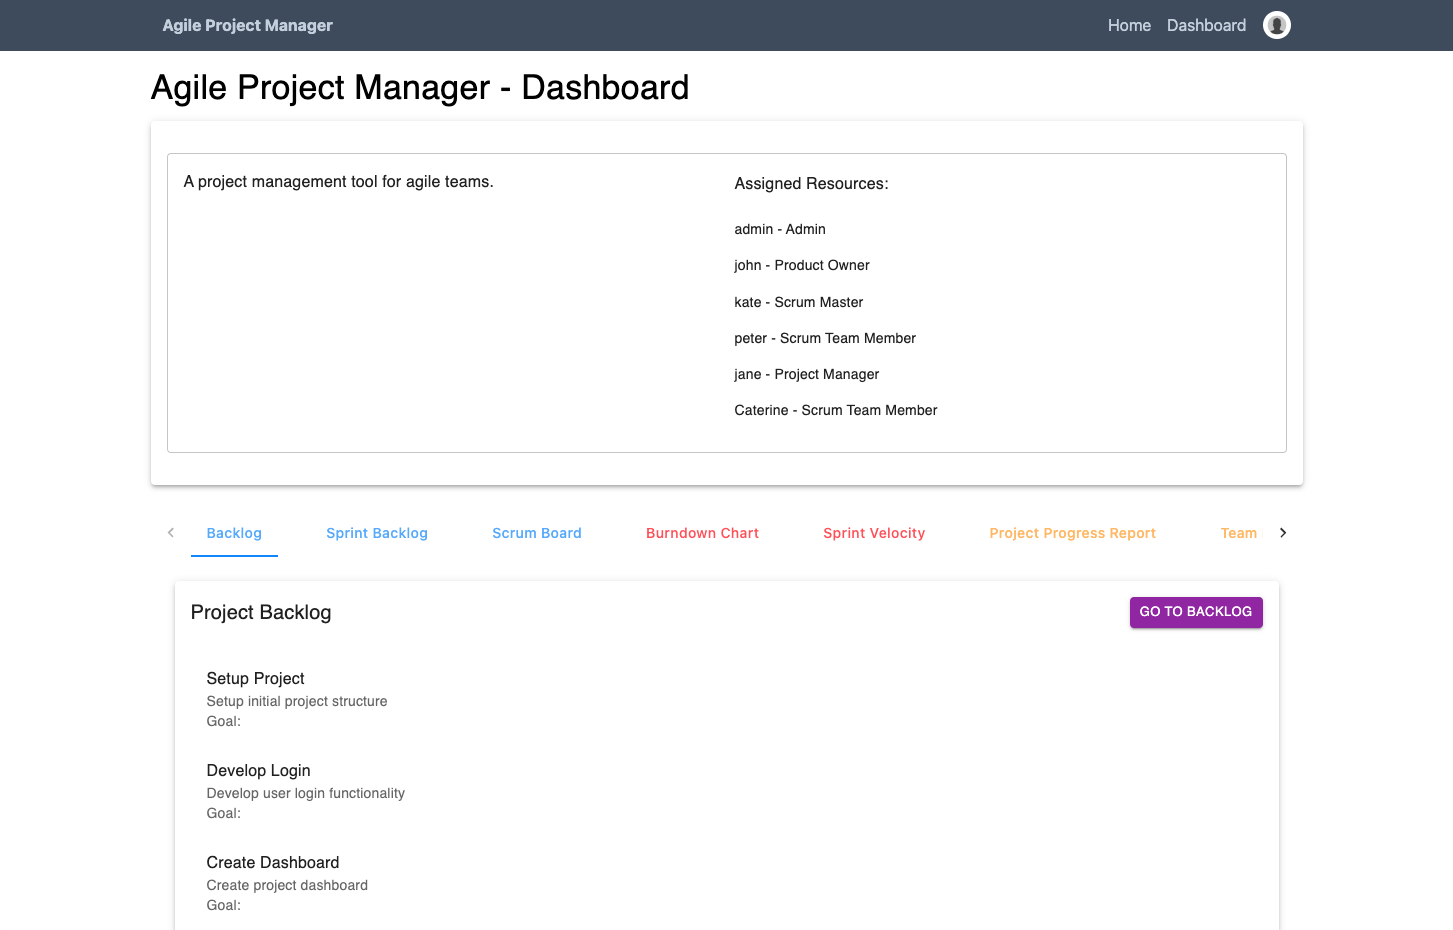 Agile Project Manager
Home Dashboard
Agile Project Manager - Dashboard
A project management tool for agile teams.
Assigned Resources:
admin - Admin
john - Product Owner
kate - Scrum Master
peter - Scrum Team Member
jane - Project Manager
Caterine - Scrum Team Member
Backlog Sprint Backlog Scrum Board Burndown Chart Sprint Velocity Project Progress Report Team
Project Backlog
GO TO BACKLOG
Setup Project
Setup initial project structure
Goal:
Develop Login
Develop user login functionality
Goal:
Create Dashboard
Create project dashboard
Goal: